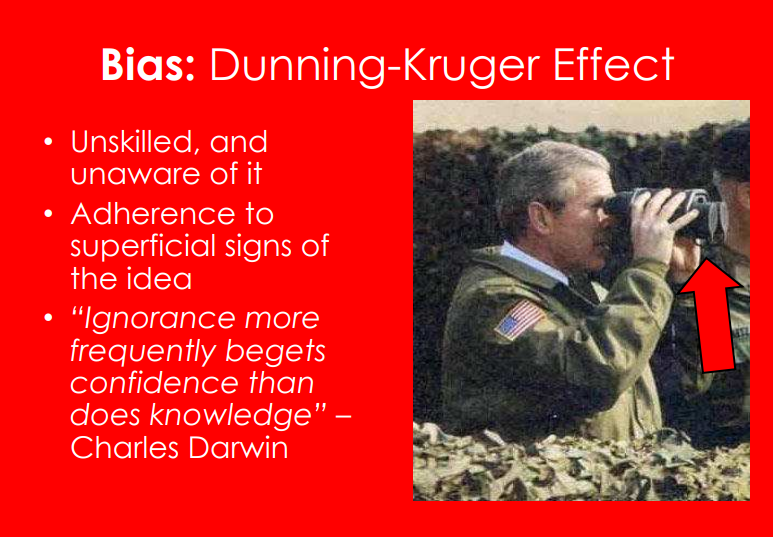 Bias: Dunning-Kruger Effect
• Unskilled, and
unaware of it
• Adherence to
superficial signs of
the idea
• “Ignorance more
frequently begets
confidence than
does knowledge” –
Charles Darwin